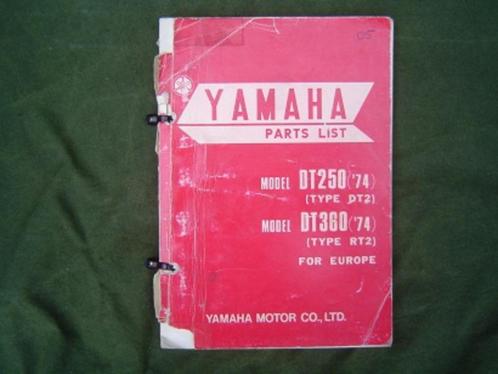 05
YAMAHA
PARTS LIST
MODEL DT250('74)
(TYPE DT2)
MODEL DT360('74)
(TYPE RT2)
FOR EUROPE
YAMAHA MOTOR CO., LTD.